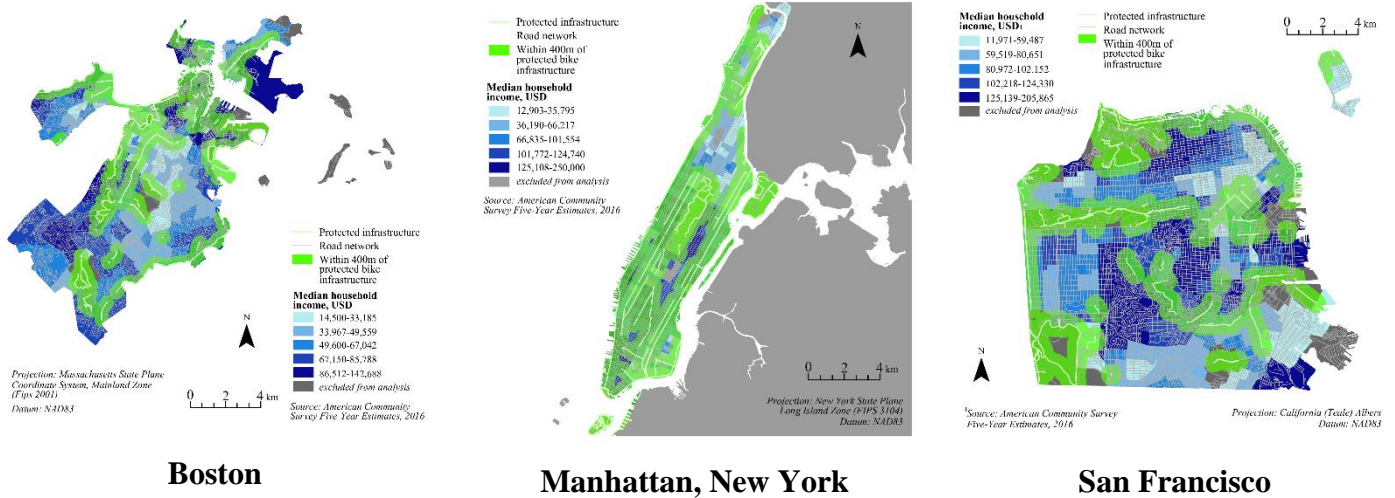 Protected infrastructure
Road network
Within 400m of
protected bike
infrastructure
Median household
income, USD
14,500-33,185
33,967-49,559
49,600-67,042
67,150-85,788
86,512-142,688
excluded from analysis
Source: American Community
Survey Five Year Estimates, 2016
N
0 2 4
km
Projection: Massachusetts State Plane
Coordinate System, Mainland Zone
(Fips 2001)
Datum: NAD83
Boston
Protected infrastructure
Road network
Within 400m of
protected bike
infrastructure
Median household
income, USD
12,903-35,795
36,190-66,217
66,835-101,554
101,772-124,740
125,108-250,000
excluded from analysis
Source: American Community
Survey Five-Year Estimates, 2016
N
0 2 4
km
Projection: New York State Plane
Long Island Zone (FIPS 3104)
Datum: NAD83
Manhattan, New York
Median household
income, USD1
11,971-59,487
59,519-80,651
80,972-102.152
102,218-124,330
125,139-205,865
excluded from analysis
Protected infrastructure
Road network
Within 400m of
protected bike
infrastructure
0 2 4
km
N
1Source: American Community Survey
Five-Year Estimates, 2016
Projection: California (Teale) Albers
Datum: NAD83
San Francisco